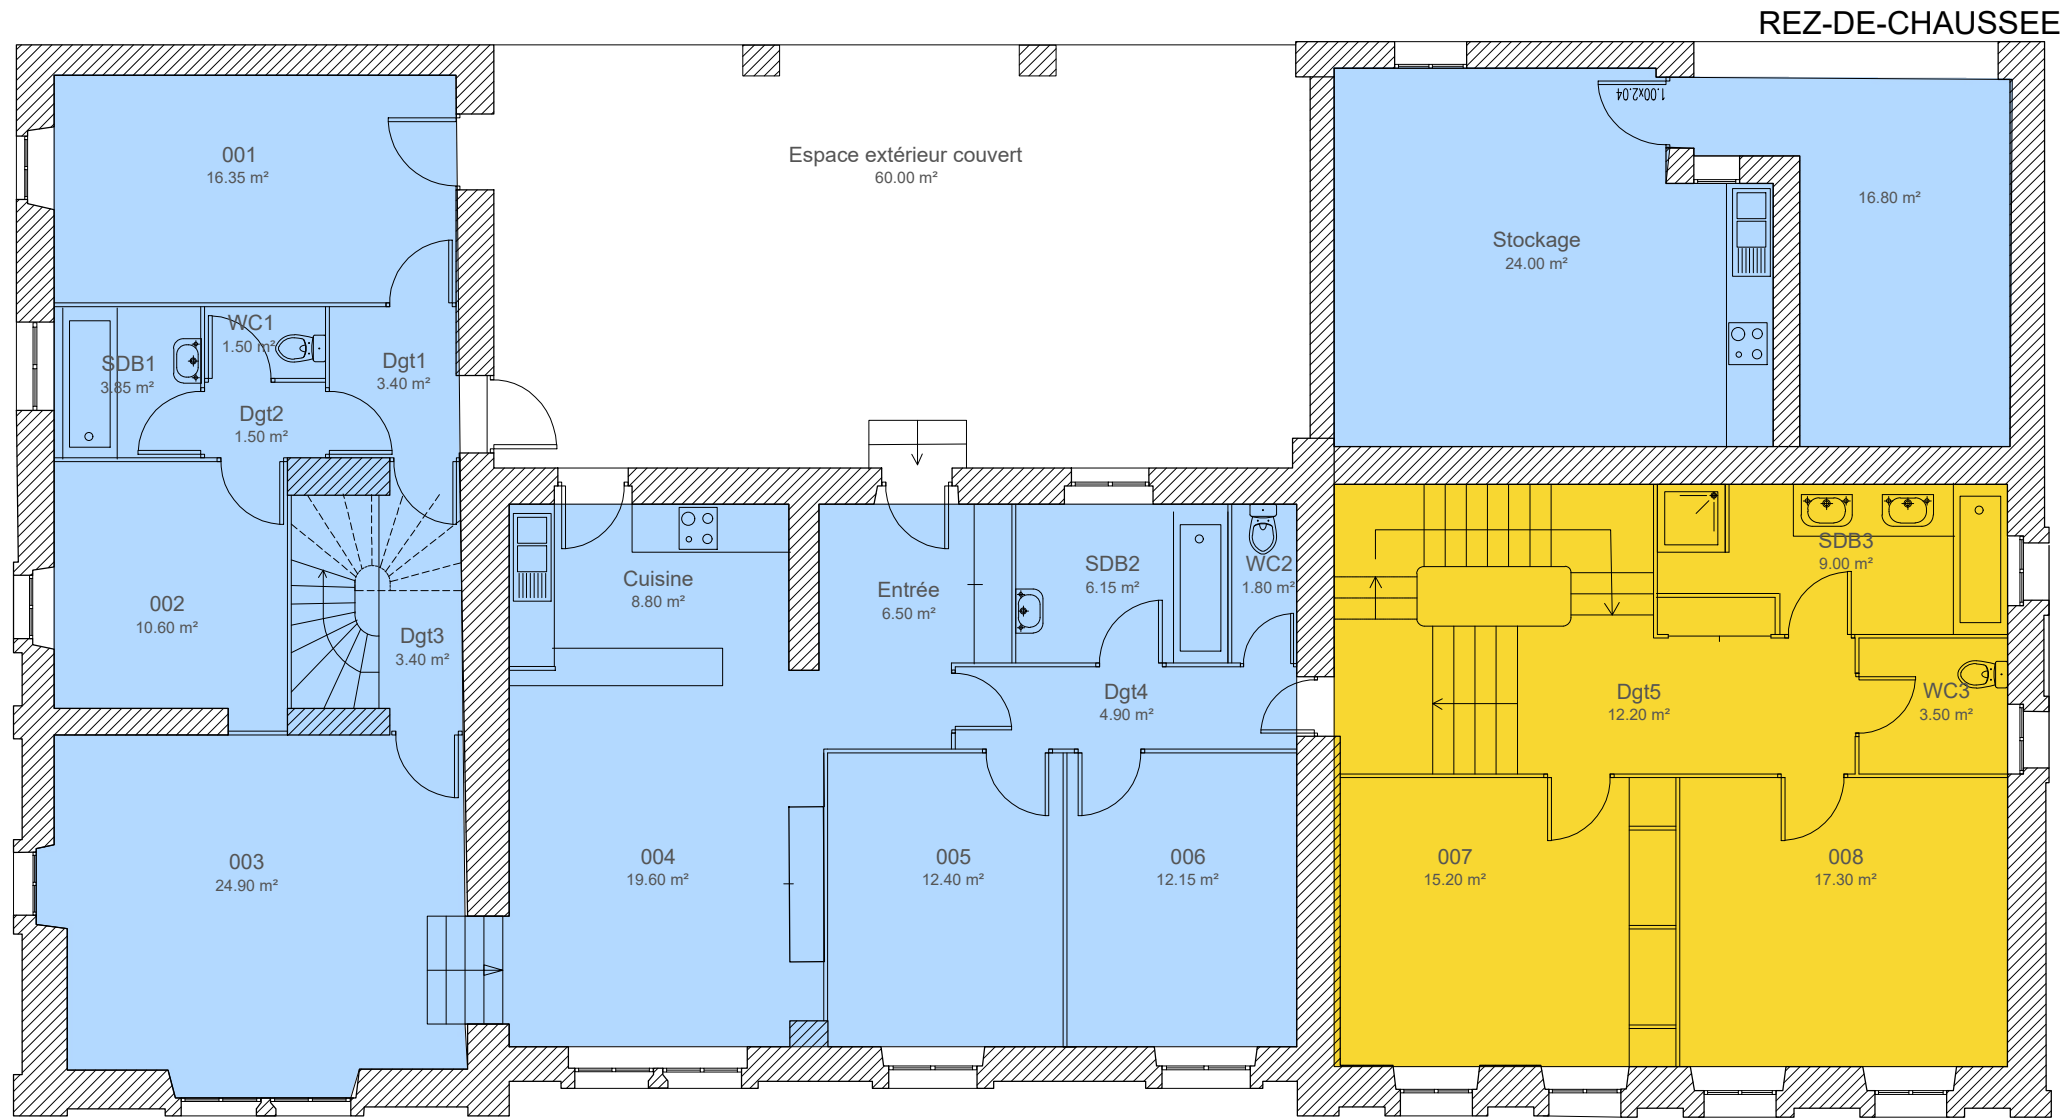 REZ-DE-CHAUSSEE
001
16.35 m²
Espace extérieur couvert
60.00 m²
1.00x2.04
16.80 m²
Stockage
24.00 m²
WC1
1.50 m²
SDB1
3.85 m²
Dgt1
3.40 m²
Dgt2
1.50 m²
002
10.60 m²
Dgt3
3.40 m²
Cuisine
8.80 m²
Entrée
6.50 m²
SDB2
6.15 m²
WC2
1.80 m²
SDB3
9.00 m²
Dgt4
4.90 m²
Dgt5
12.20 m²
WC3
3.50 m²
003
24.90 m²
004
19.60 m²
005
12.40 m²
006
12.15 m²
007
15.20 m²
008
17.30 m²